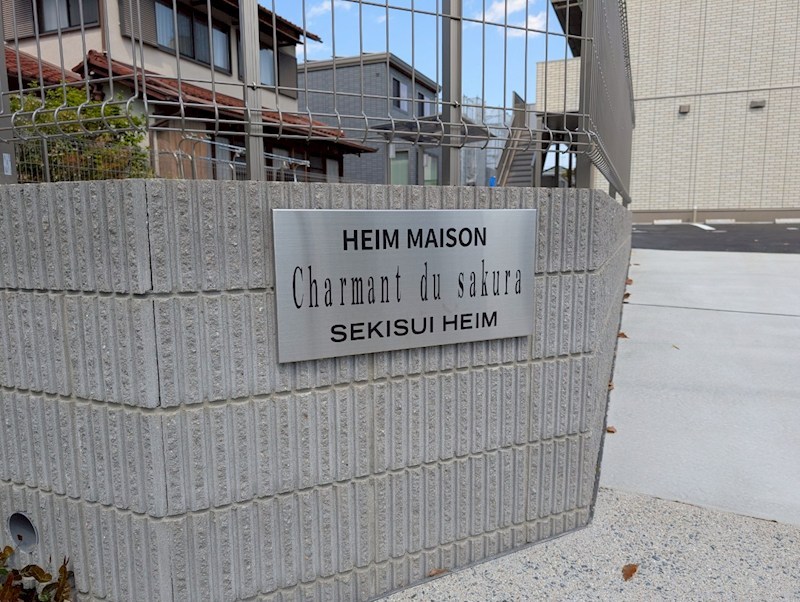 HEIM MAISON
Charmant du sakura
SEKISUI HEIM